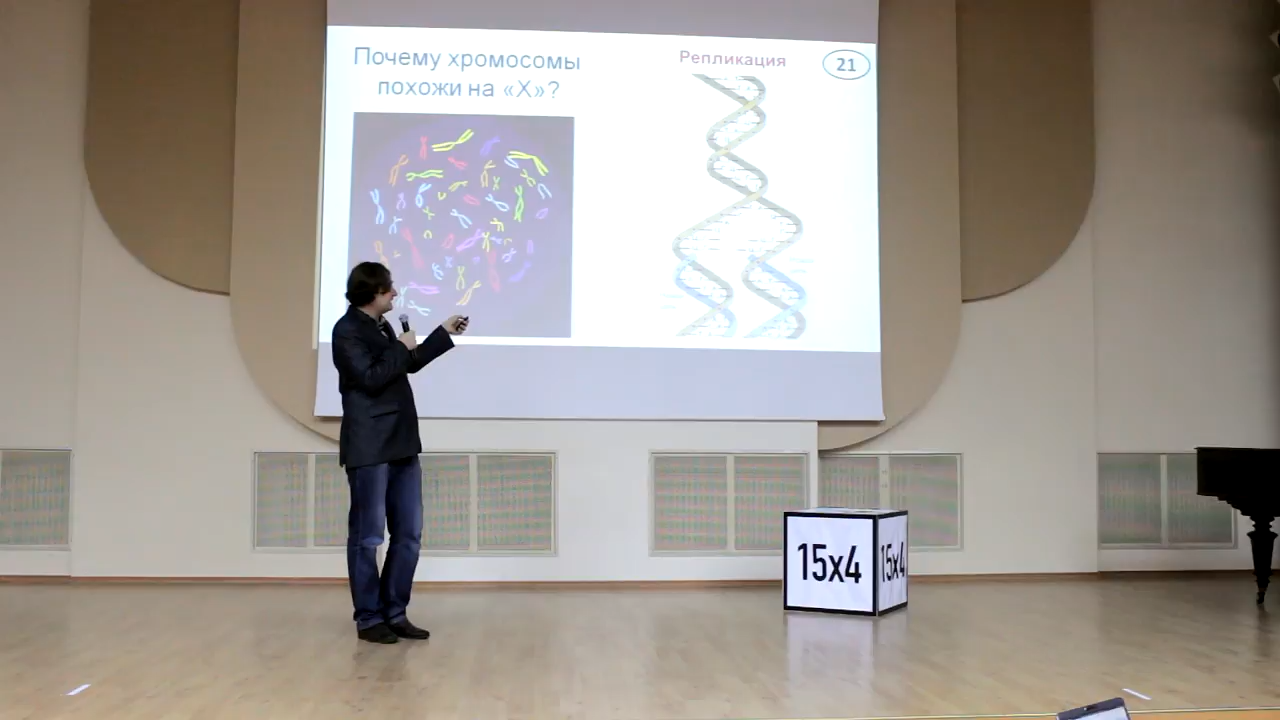 Почему хромосомы
похожи на «Х»?
Репликация
21
15x4
15x4